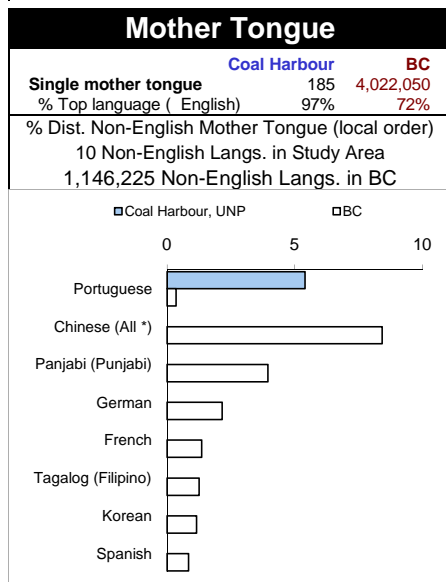 Mother Tongue
Coal Harbour BC
Single mother tongue 185 4,022,050
% Top language ( English) 97% 72%
% Dist. Non-English Mother Tongue (local order)
10 Non-English Langs. in Study Area
1,146,225 Non-English Langs. in BC
Coal Harbour, UNP BC
0 5 10
Portuguese
Chinese (All *)
Panjabi (Punjabi)
German
French
Tagalog (Filipino)
Korean
Spanish